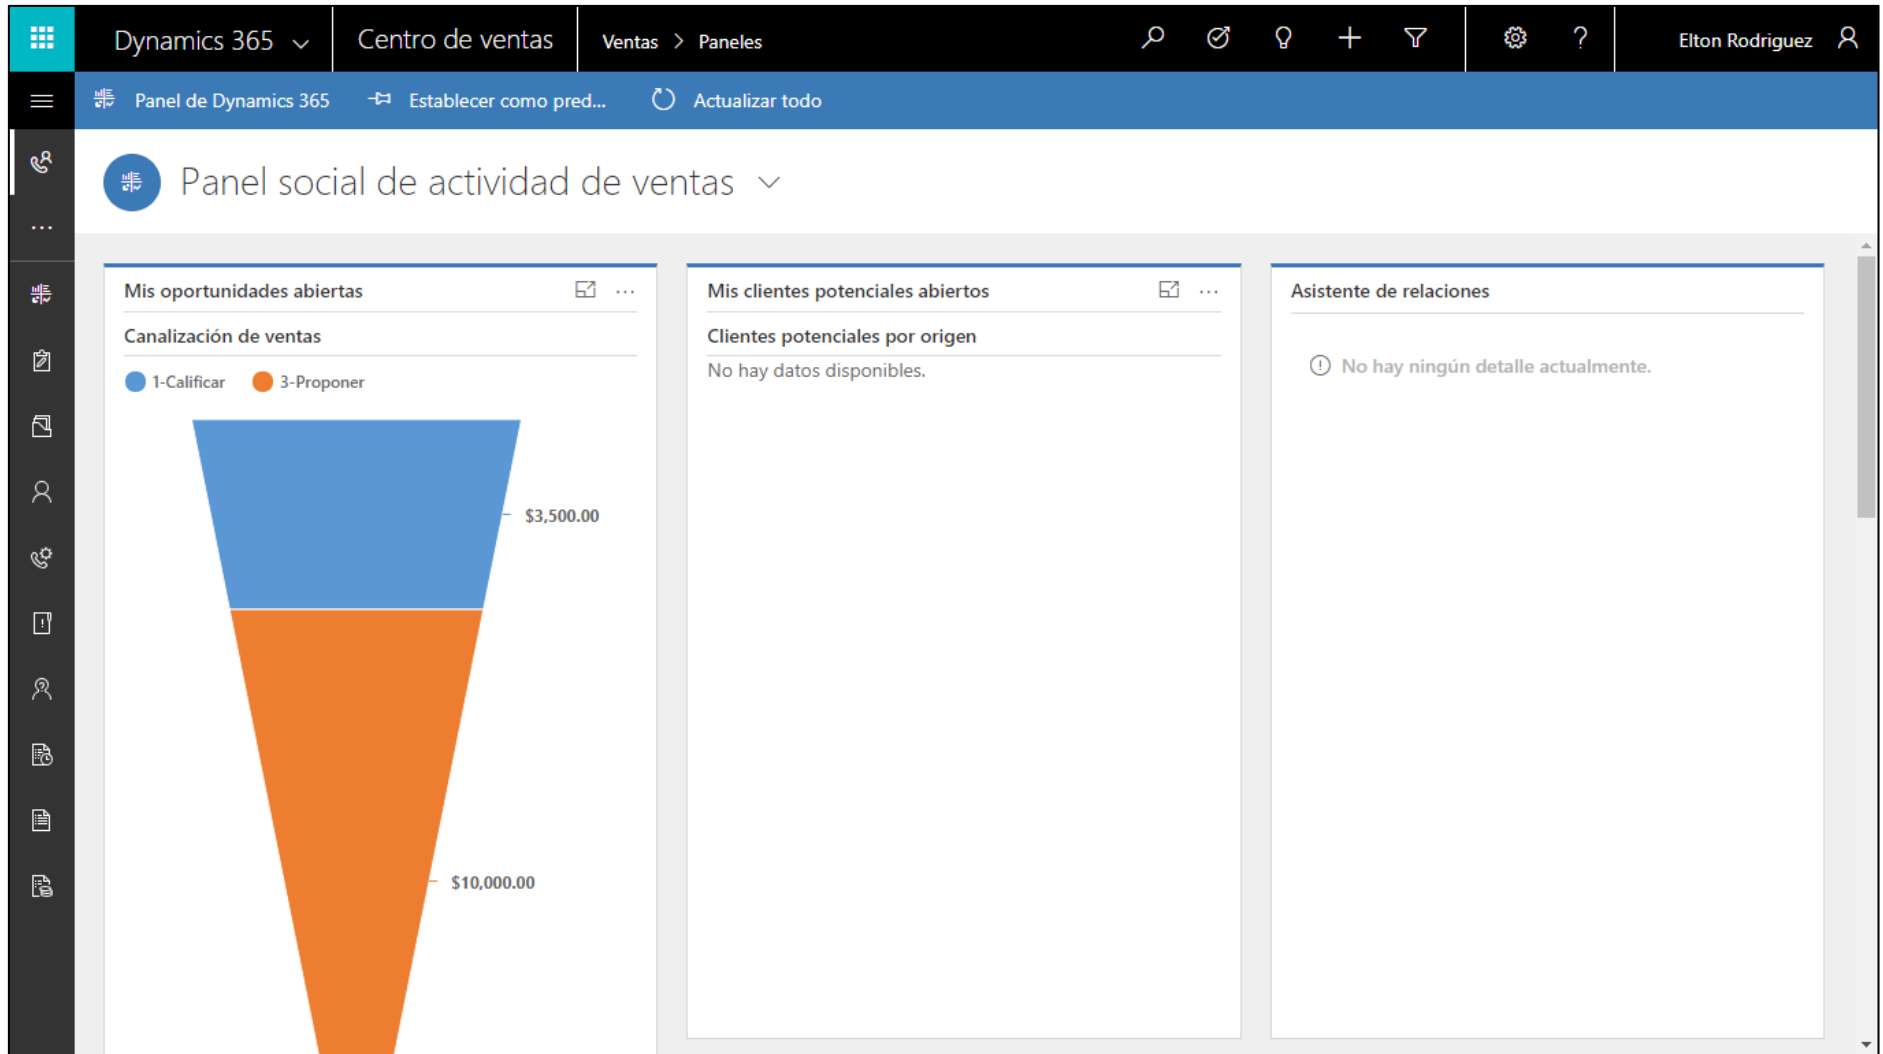 Dynamics 365
Centro de ventas
Ventas > Paneles
Elton Rodriguez
Panel de Dynamics 365
Establecer como pred...
Actualizar todo
Panel social de actividad de ventas
Mis oportunidades abiertas
Canalización de ventas
1-Calificar
3-Proponer
$3,500.00
$10,000.00
Mis clientes potenciales abiertos
Clientes potenciales por origen
No hay datos disponibles.
Asistente de relaciones
No hay ningún detalle actualmente.